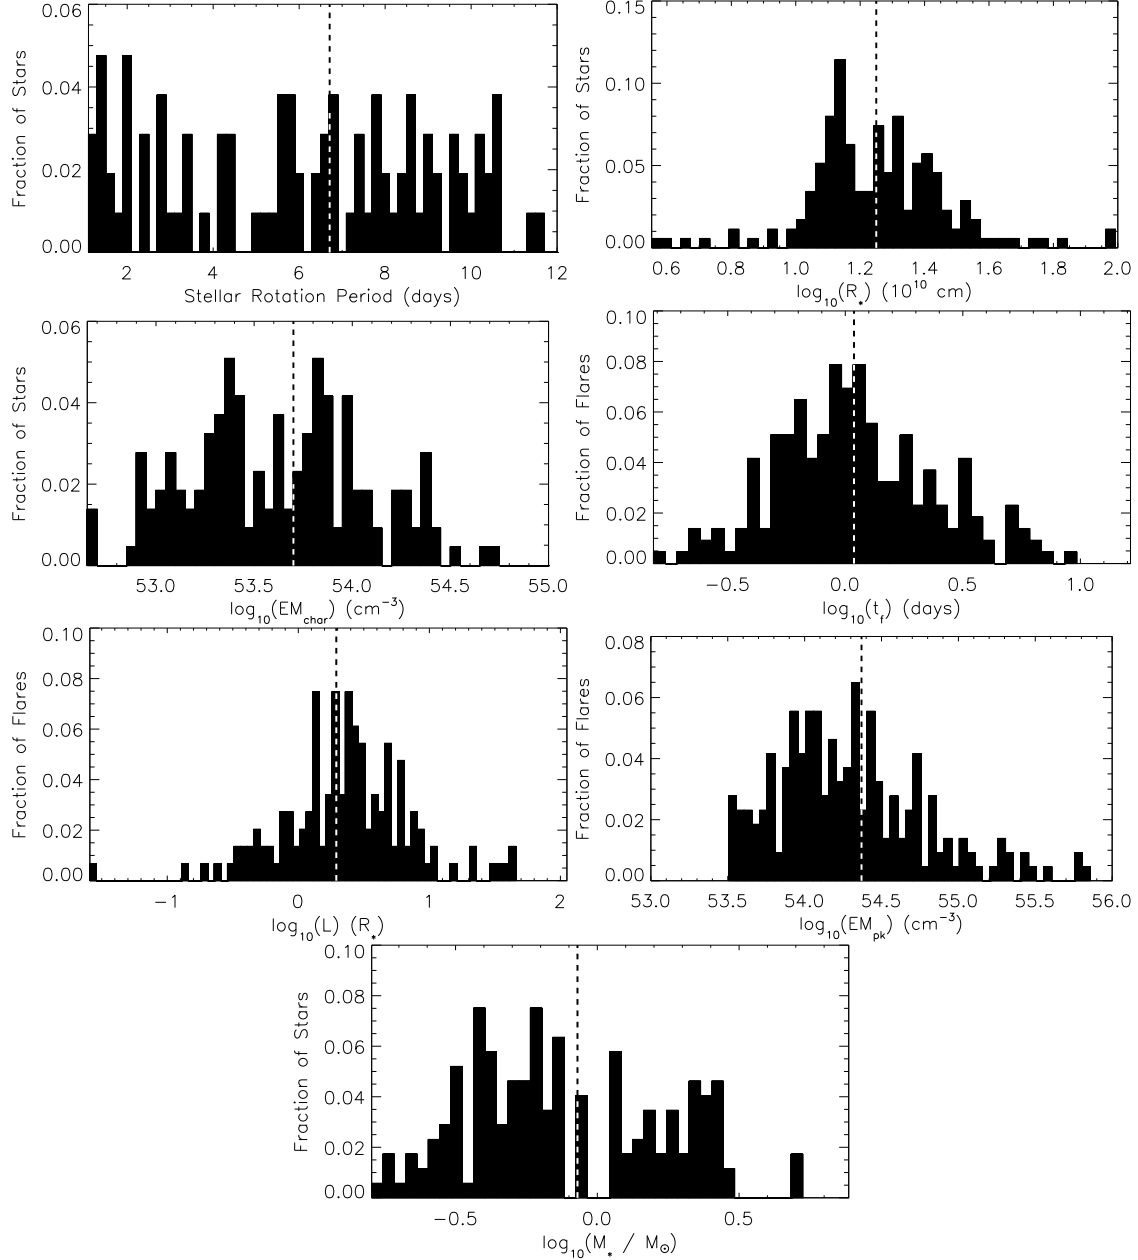 0.06
0.04
0.02
0.00
Fraction of Stars
2 4 6 8 10 12
Stellar Rotation Period (days)
0.15
0.10
0.05
0.00
Fraction of Stars
0.6 0.8 1.0 1.2 1.4 1.6 1.8 2.0
log₁₀(R*) (10¹⁰ cm)
0.06
0.04
0.02
0.00
Fraction of Stars
53.0 53.5 54.0 54.5 55.0
log₁₀(EM_char) (cm⁻³)
0.10
0.08
0.06
0.04
0.02
0.00
Fraction of Flares
−0.5 0.0 0.5 1.0
log₁₀(t_f) (days)
0.10
0.08
0.06
0.04
0.02
0.00
Fraction of Flares
−1 0 1 2
log₁₀(L) (R*)
0.08
0.06
0.04
0.02
0.00
Fraction of Flares
53.0 53.5 54.0 54.5 55.0 55.5 56.0
log₁₀(EM_pk) (cm⁻³)
0.10
0.08
0.06
0.04
0.02
0.00
Fraction of Stars
−0.5 0.0 0.5
log₁₀(M* / M⊙)